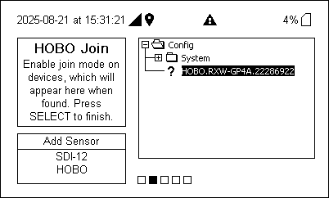 2025-08-21 at 15:31:21
4%
HOBO Join
Enable join mode on
devices, which will
appear here when
found. Press
SELECT to finish.
Add Sensor
SDI-12
HOBO
Config
System
? HOBO.RXW-GP4A.22286922